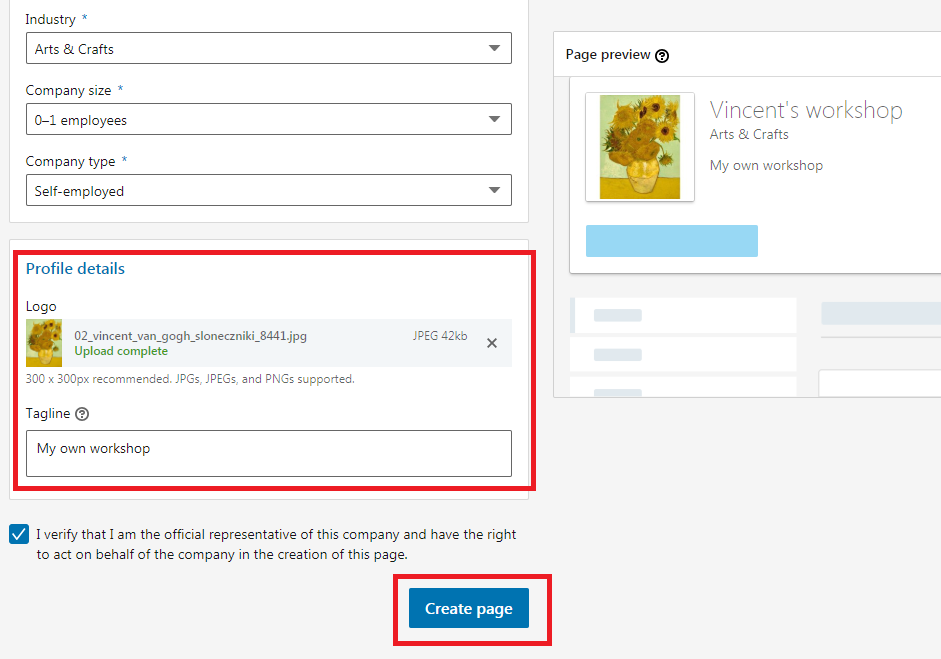 Industry *
Arts & Crafts
Company size *
0–1 employees
Company type *
Self-employed
Profile details
Logo
02_vincent_van_gogh_sloneczniki_8441.jpg
JPEG 42kb
Upload complete
300 x 300px recommended. JPGs, JPEGs, and PNGs supported.
Tagline
My own workshop
I verify that I am the official representative of this company and have the right
to act on behalf of the company in the creation of this page.
Create page
Page preview
Vincent's workshop
Arts & Crafts
My own workshop